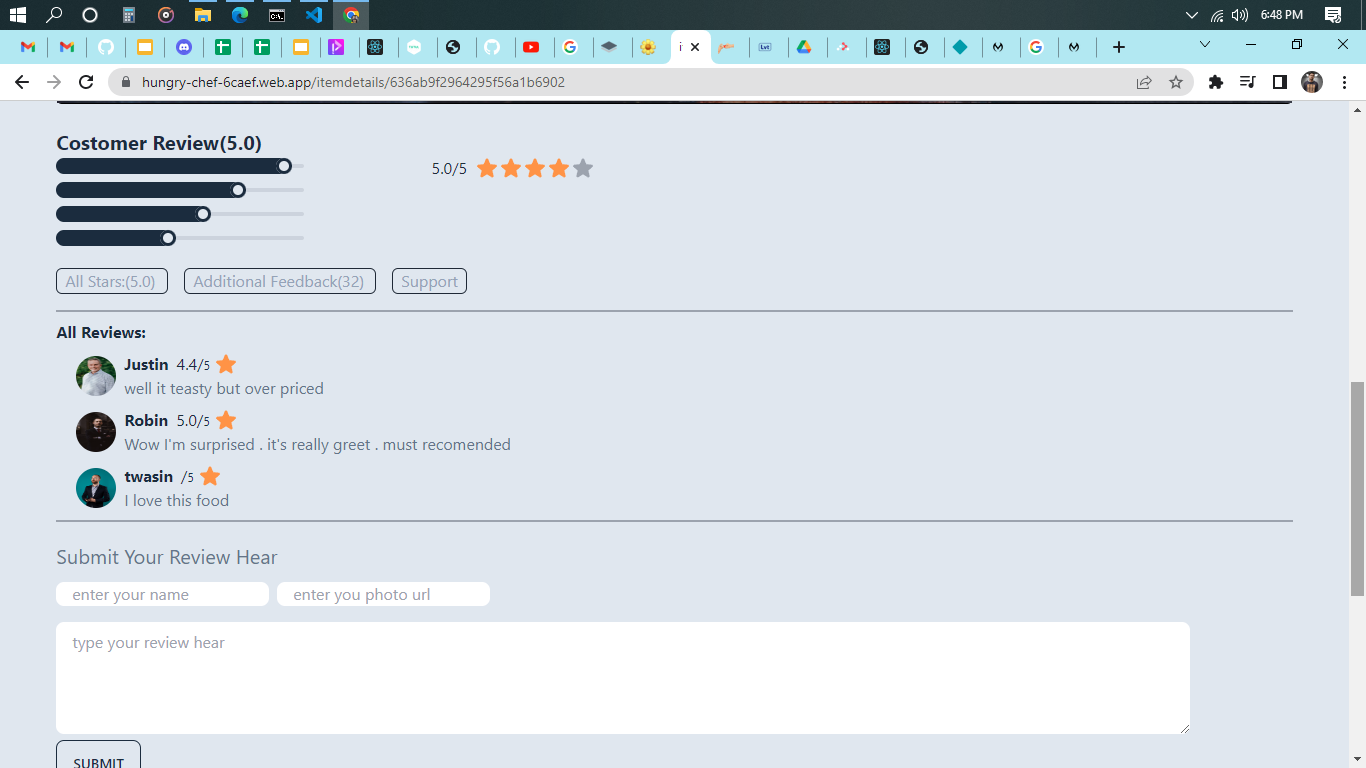 6:48 PM
hungry-chef-6caef.web.app/itemdetails/636ab9f2964295f56a1b6902
Costomer Review(5.0)
5.0/5
All Stars:(5.0) Additional Feedback(32) Support
All Reviews:
Justin 4.4/5
well it teasty but over priced
Robin 5.0/5
Wow I'm surprised . it's really greet . must recomended
twasin /5
I love this food
Submit Your Review Hear
enter your name enter you photo url
type your review hear
SUBMIT